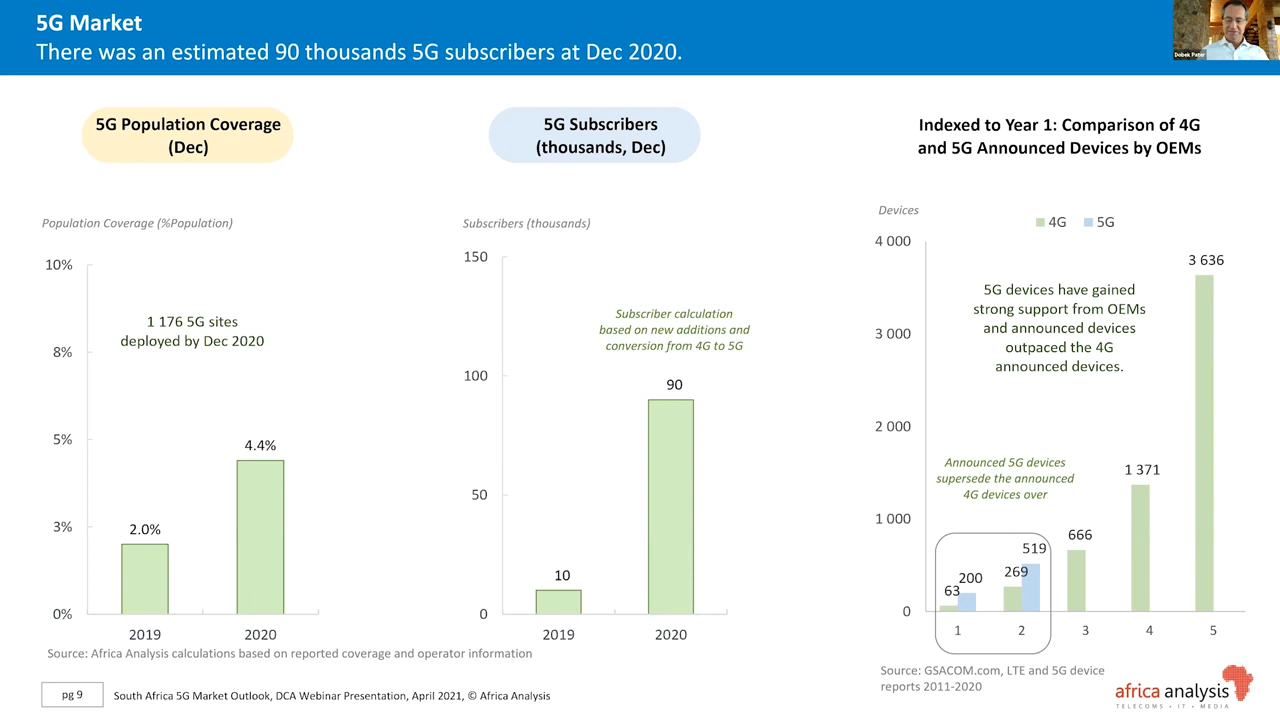 5G Market
There was an estimated 90 thousands 5G subscribers at Dec 2020.
Dobek Pater
5G Population Coverage
(Dec)
Population Coverage (%Population)
10%
8%
5%
3%
0%
1 176 5G sites
deployed by Dec 2020
2.0%
4.4%
2019
2020
5G Subscribers
(thousands, Dec)
Subscribers (thousands)
150
100
50
0
Subscriber calculation
based on new additions and
conversion from 4G to 5G
10
90
2019
2020
Source: Africa Analysis calculations based on reported coverage and operator information
Indexed to Year 1: Comparison of 4G
and 5G Announced Devices by OEMs
Devices
4G
5G
4 000
3 000
2 000
1 000
0
5G devices have gained
strong support from OEMs
and announced devices
outpaced the 4G
announced devices.
Announced 5G devices
supersede the announced
4G devices over
63
200
269
519
666
1 371
3 636
1
2
3
4
5
Source: GSACOM.com, LTE and 5G device
reports 2011-2020
pg 9
South Africa 5G Market Outlook, DCA Webinar Presentation, April 2021, © Africa Analysis
africa analysis
TELECOMS • IT • MEDIA